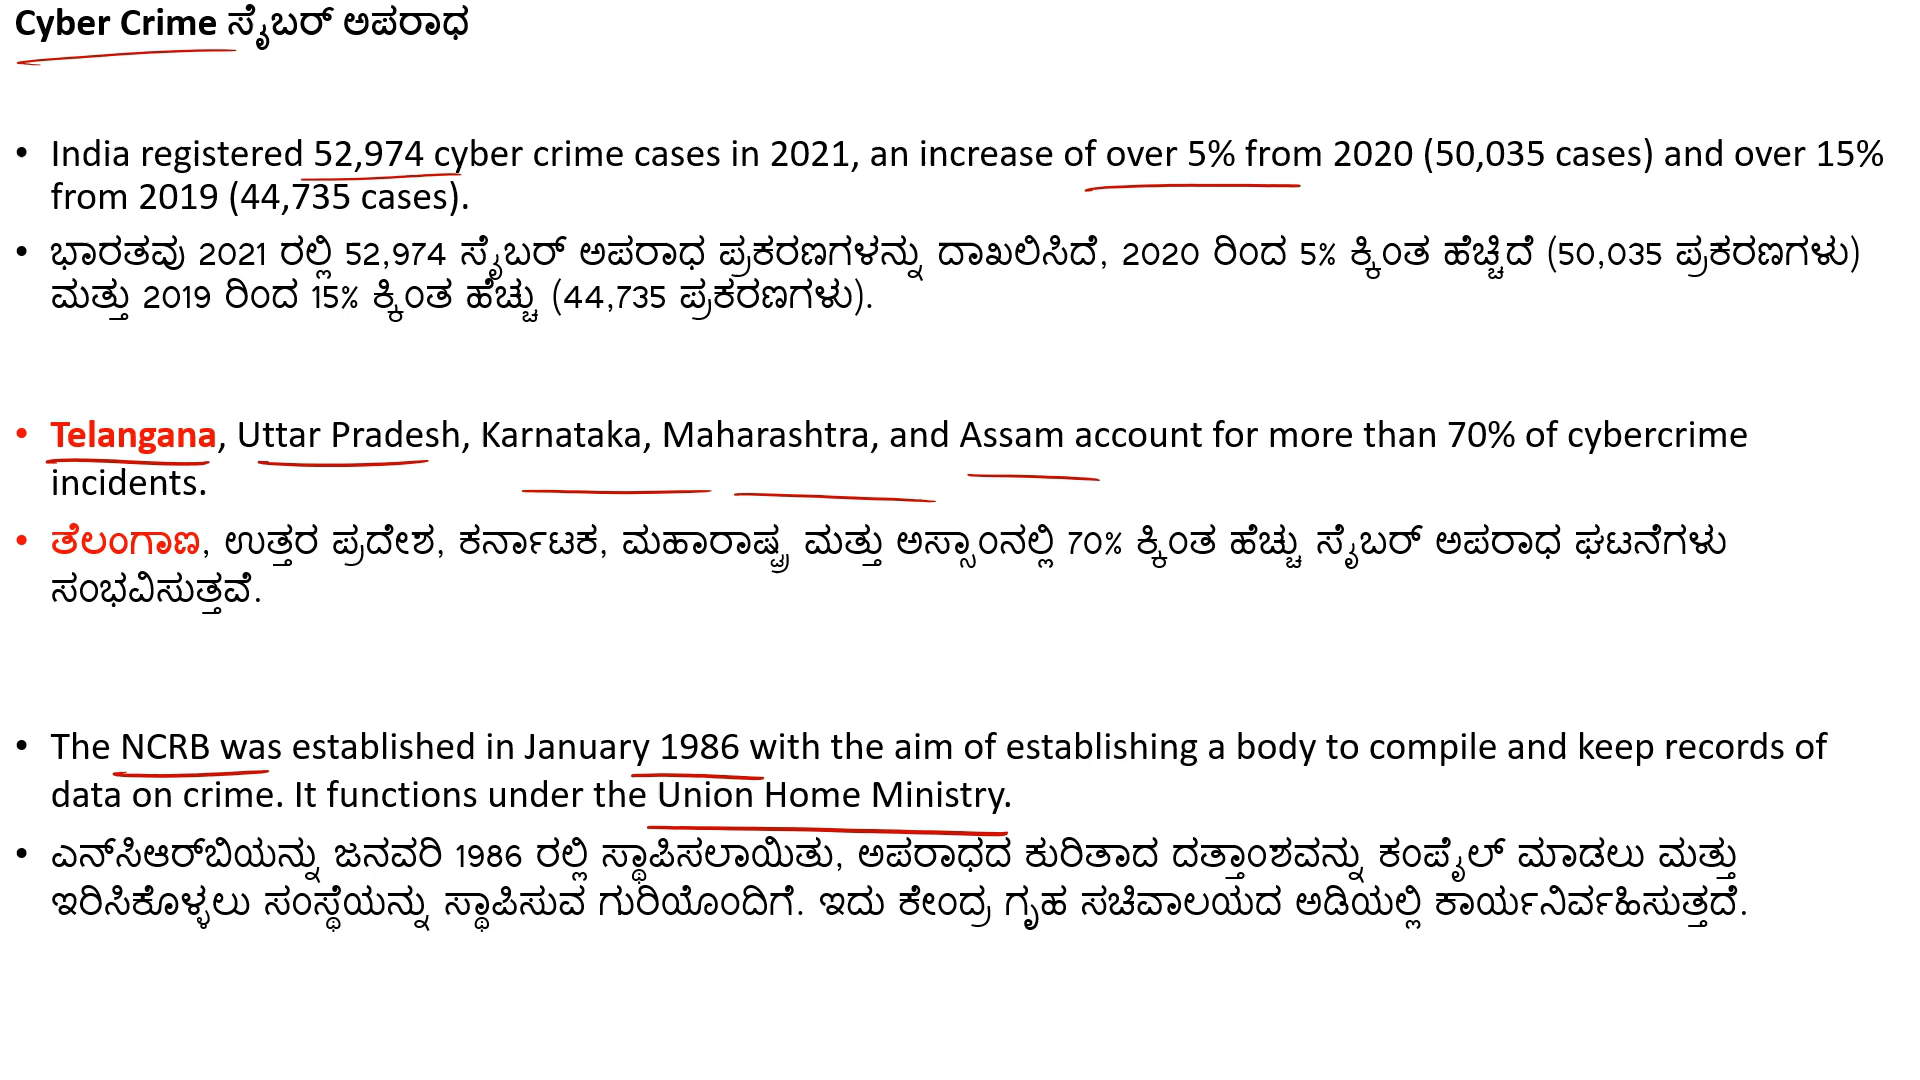 Cyber Crime ಸೈಬರ್ ಅಪರಾಧ
• India registered 52,974 cyber crime cases in 2021, an increase of over 5% from 2020 (50,035 cases) and over 15%
from 2019 (44,735 cases).
• ಭಾರತವು 2021 ರಲ್ಲಿ 52,974 ಸೈಬರ್ ಅಪರಾಧ ಪ್ರಕರಣಗಳನ್ನು ದಾಖಲಿಸಿದೆ, 2020 ರಿಂದ 5% ಕ್ಕಿಂತ ಹೆಚ್ಚಿದೆ (50,035 ಪ್ರಕರಣಗಳು)
ಮತ್ತು 2019 ರಿಂದ 15% ಕ್ಕಿಂತ ಹೆಚ್ಚು (44,735 ಪ್ರಕರಣಗಳು).
• Telangana, Uttar Pradesh, Karnataka, Maharashtra, and Assam account for more than 70% of cybercrime
incidents.
• ತೆಲಂಗಾಣ, ಉತ್ತರ ಪ್ರದೇಶ, ಕರ್ನಾಟಕ, ಮಹಾರಾಷ್ಟ್ರ ಮತ್ತು ಅಸ್ಸಾಂನಲ್ಲಿ 70% ಕ್ಕಿಂತ ಹೆಚ್ಚು ಸೈಬರ್ ಅಪರಾಧ ಘಟನೆಗಳು
ಸಂಭವಿಸುತ್ತವೆ.
• The NCRB was established in January 1986 with the aim of establishing a body to compile and keep records of
data on crime. It functions under the Union Home Ministry.
• ಎನ್‌ಸಿಆರ್‌ಬಿಯನ್ನು ಜನವರಿ 1986 ರಲ್ಲಿ ಸ್ಥಾಪಿಸಲಾಯಿತು, ಅಪರಾಧದ ಕುರಿತಾದ ದತ್ತಾಂಶವನ್ನು ಕಂಪೈಲ್ ಮಾಡಲು ಮತ್ತು
ಇರಿಸಿಕೊಳ್ಳಲು ಸಂಸ್ಥೆಯನ್ನು ಸ್ಥಾಪಿಸುವ ಗುರಿಯೊಂದಿಗೆ. ಇದು ಕೇಂದ್ರ ಗೃಹ ಸಚಿವಾಲಯದ ಅಡಿಯಲ್ಲಿ ಕಾರ್ಯನಿರ್ವಹಿಸುತ್ತದೆ.